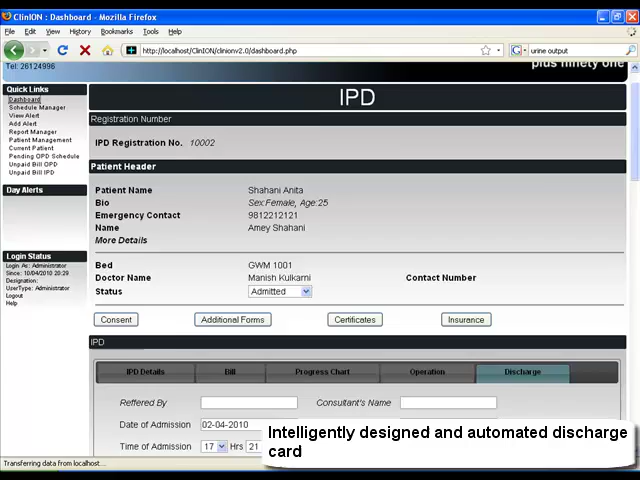 ClinION : Dashboard - Mozilla Firefox
File Edit View History Bookmarks Tools Help
http://localhost/ClinION/clinionv2.0/dashboard.php
urine output
Tel: 26124996
plus ninety one
Quick Links
Dashboard
Schedule Manager
View Alert
Add Alert
Report Manager
Patient Management
Current Patient
Pending OPD Schedule
Unpaid Bill OPD
Unpaid Bill IPD
Day Alerts
Login Status
Login As: Administrator
Since: 10/04/2010 20:29
Designation:
UserType: Administrator
Logout
Help
IPD
Registration Number
IPD Registration No. 10002
Patient Header
Patient Name Shahani Anita
Bio Sex:Female, Age:25
Emergency Contact 9812212121
Name Amey Shahani
More Details
Bed GWM 1001
Doctor Name Manish Kulkarni Contact Number
Status Admitted
Consent Additional Forms Certificates Insurance
IPD
IPD Details Bill Progress Chart Operation Discharge
Reffered By Consultant's Name
Date of Admission 02-04-2010
Time of Admission 17 Hrs 21
Intelligently designed and automated discharge
card
Transferring data from localhost...